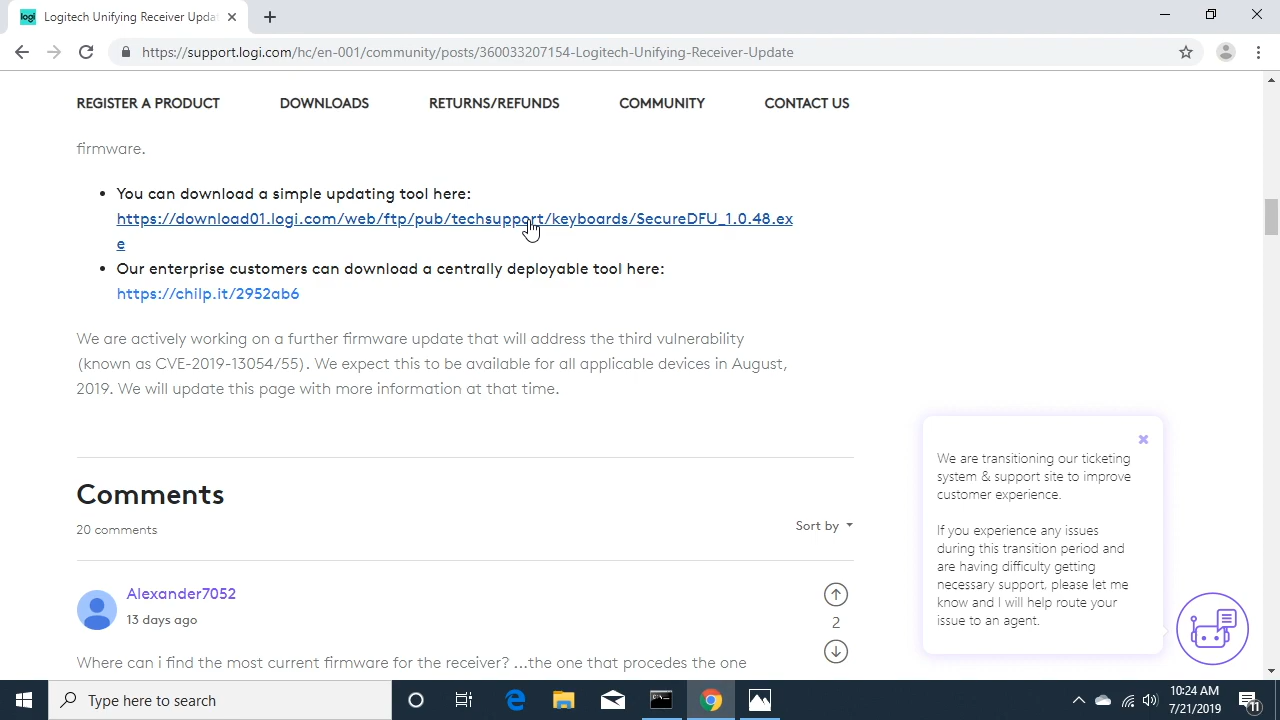 logi Logitech Unifying Receiver Upda
https://support.logi.com/hc/en-001/community/posts/360033207154-Logitech-Unifying-Receiver-Update
REGISTER A PRODUCT DOWNLOADS RETURNS/REFUNDS COMMUNITY CONTACT US
firmware.
• You can download a simple updating tool here:
https://download01.logi.com/web/ftp/pub/techsupport/keyboards/SecureDFU_1.0.48.ex
e
• Our enterprise customers can download a centrally deployable tool here:
https://chilp.it/2952ab6
We are actively working on a further firmware update that will address the third vulnerability
(known as CVE-2019-13054/55). We expect this to be available for all applicable devices in August,
2019. We will update this page with more information at that time.
Comments
20 comments
Sort by
Alexander7052
13 days ago
2
Where can i find the most current firmware for the receiver? ...the one that procedes the one
We are transitioning our ticketing
system & support site to improve
customer experience.
If you experience any issues
during this transition period and
are having difficulty getting
necessary support, please let me
know and I will help route your
issue to an agent.
Type here to search
10:24 AM
7/21/2019
11